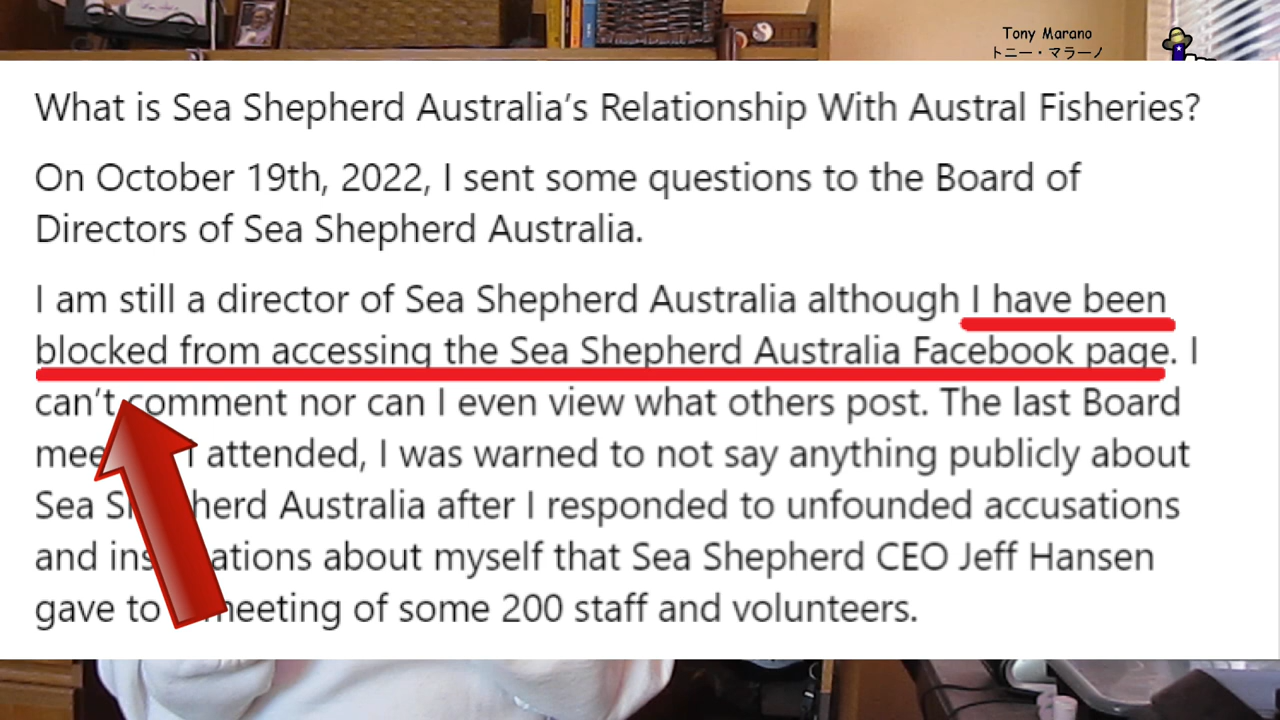 Tony Marano
トニー・マラーノ
What is Sea Shepherd Australia's Relationship With Austral Fisheries?
On October 19th, 2022, I sent some questions to the Board of
Directors of Sea Shepherd Australia.
I am still a director of Sea Shepherd Australia although I have been
blocked from accessing the Sea Shepherd Australia Facebook page. I
can't comment nor can I even view what others post. The last Board
attended, I was warned to not say anything publicly about
Sea Australia after I responded to unfounded accusations
and about myself that Sea Shepherd CEO Jeff Hansen
gave to meeting of some 200 staff and volunteers.